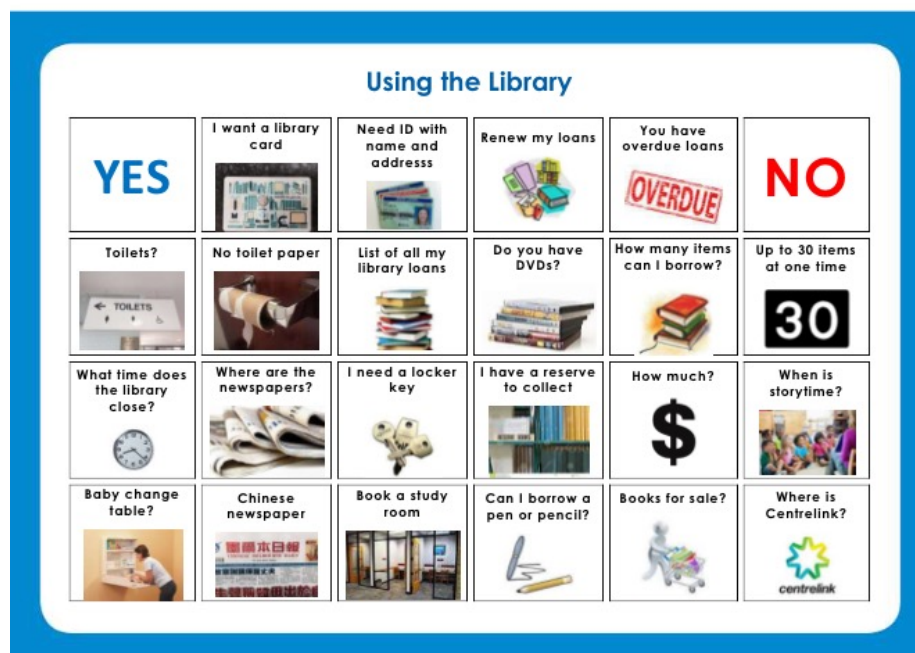 Using the Library
YES
I want a library
card
Need ID with
name and
addresss
Renew my loans
You have
overdue loans
OVERDUE
NO
Toilets?
← TOILETS
No toilet paper
List of all my
library loans
Do you have
DVDs?
How many items
can I borrow?
Up to 30 items
at one time
30
What time does
the library
close?
Where are the
newspapers?
I need a locker
key
I have a reserve
to collect
How much?
$
When is
storytime?
Baby change
table?
Chinese
newspaper
Book a study
room
Can I borrow a
pen or pencil?
Books for sale?
Where is
Centrelink?
centrelink